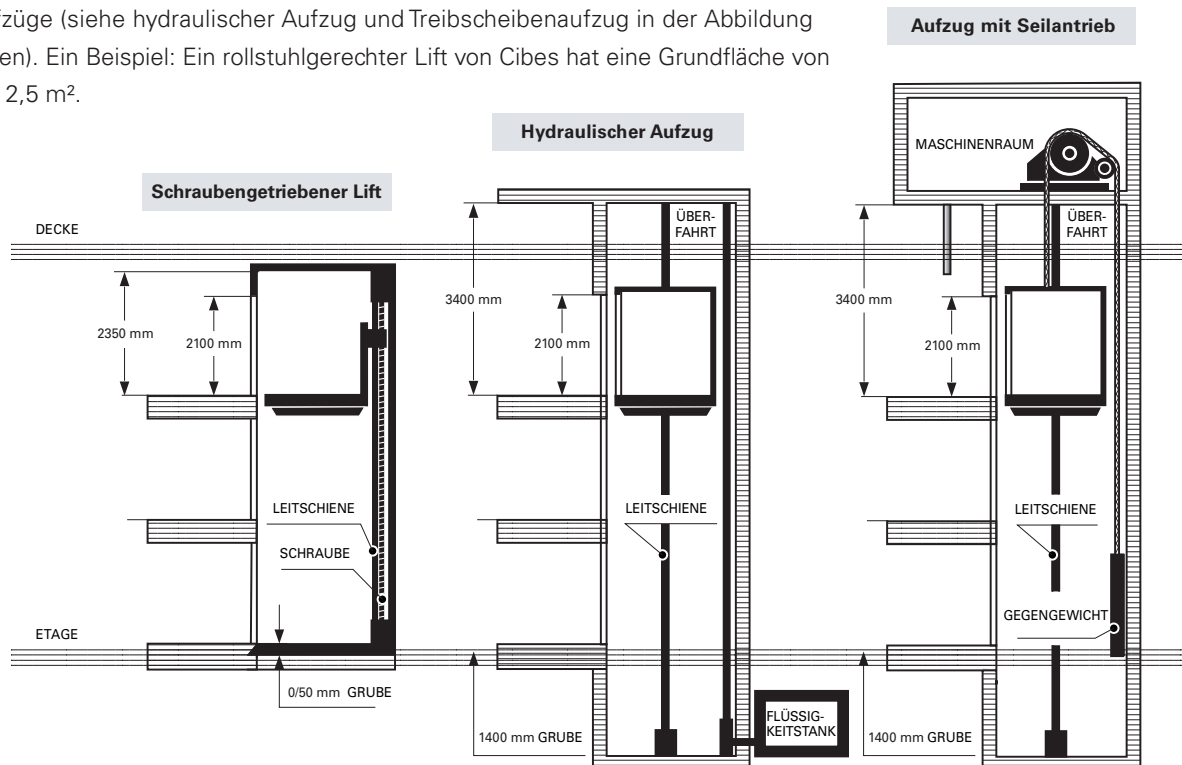 fzüge (siehe hydraulischer Aufzug und Treibscheibenaufzug in der Abbildung
en). Ein Beispiel: Ein rollstuhlgerechter Lift von Cibes hat eine Grundfläche von
2,5 m².
Aufzug mit Seilantrieb
Hydraulischer Aufzug
Schraubengetriebener Lift
MASCHINENRAUM
DECKE
ÜBER-
FAHRT
ÜBER-
FAHRT
2350 mm
2100 mm
3400 mm
2100 mm
3400 mm
2100 mm
LEITSCHIENE
SCHRAUBE
LEITSCHIENE
LEITSCHIENE
GEGENGEWICHT
ETAGE
0/50 mm GRUBE
1400 mm GRUBE
FLÜSSIG-
KEITSTANK
1400 mm GRUBE